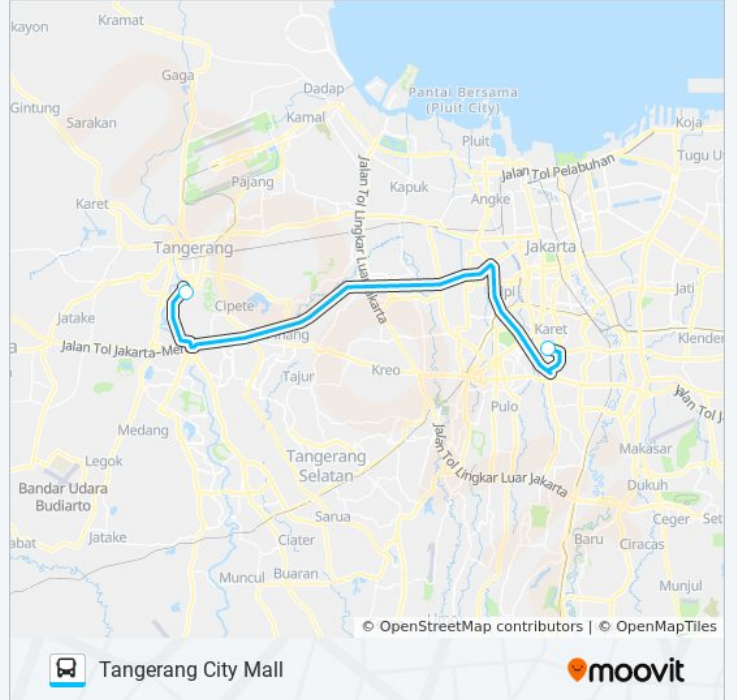 kayon
Kramat
Gaga
Dadap
Pantai Bersama
(Pluit City)
Gintung
Sarakan
Kamal
Koja
Pluit
Tugu U
Jalan Tol Pelabuhan
Pajang
Kapuk
Angke
Karet
Jalan Tol Lingkar Luar Jakarta
Tangerang
Jakarta
Cipete
Jati
Jatake
Karet
Jalan Tol Jakarta-Me
Klender
Kreo
Tajur
Pulo
Jalan Tol J
Medang
Jalan Tol Lingkar Luar Jakarta
Makasar
Legok
Tangerang
Selatan
Dukuh
Bandar Udara
Budiarto
Sarua
Ceger
Set
abat
Jatake
Ciater
Baru
Ciracas
Muncul
Buaran
Munjul
© OpenStreetMap contributors | © OpenMapTiles
Tangerang City Mall
moovit